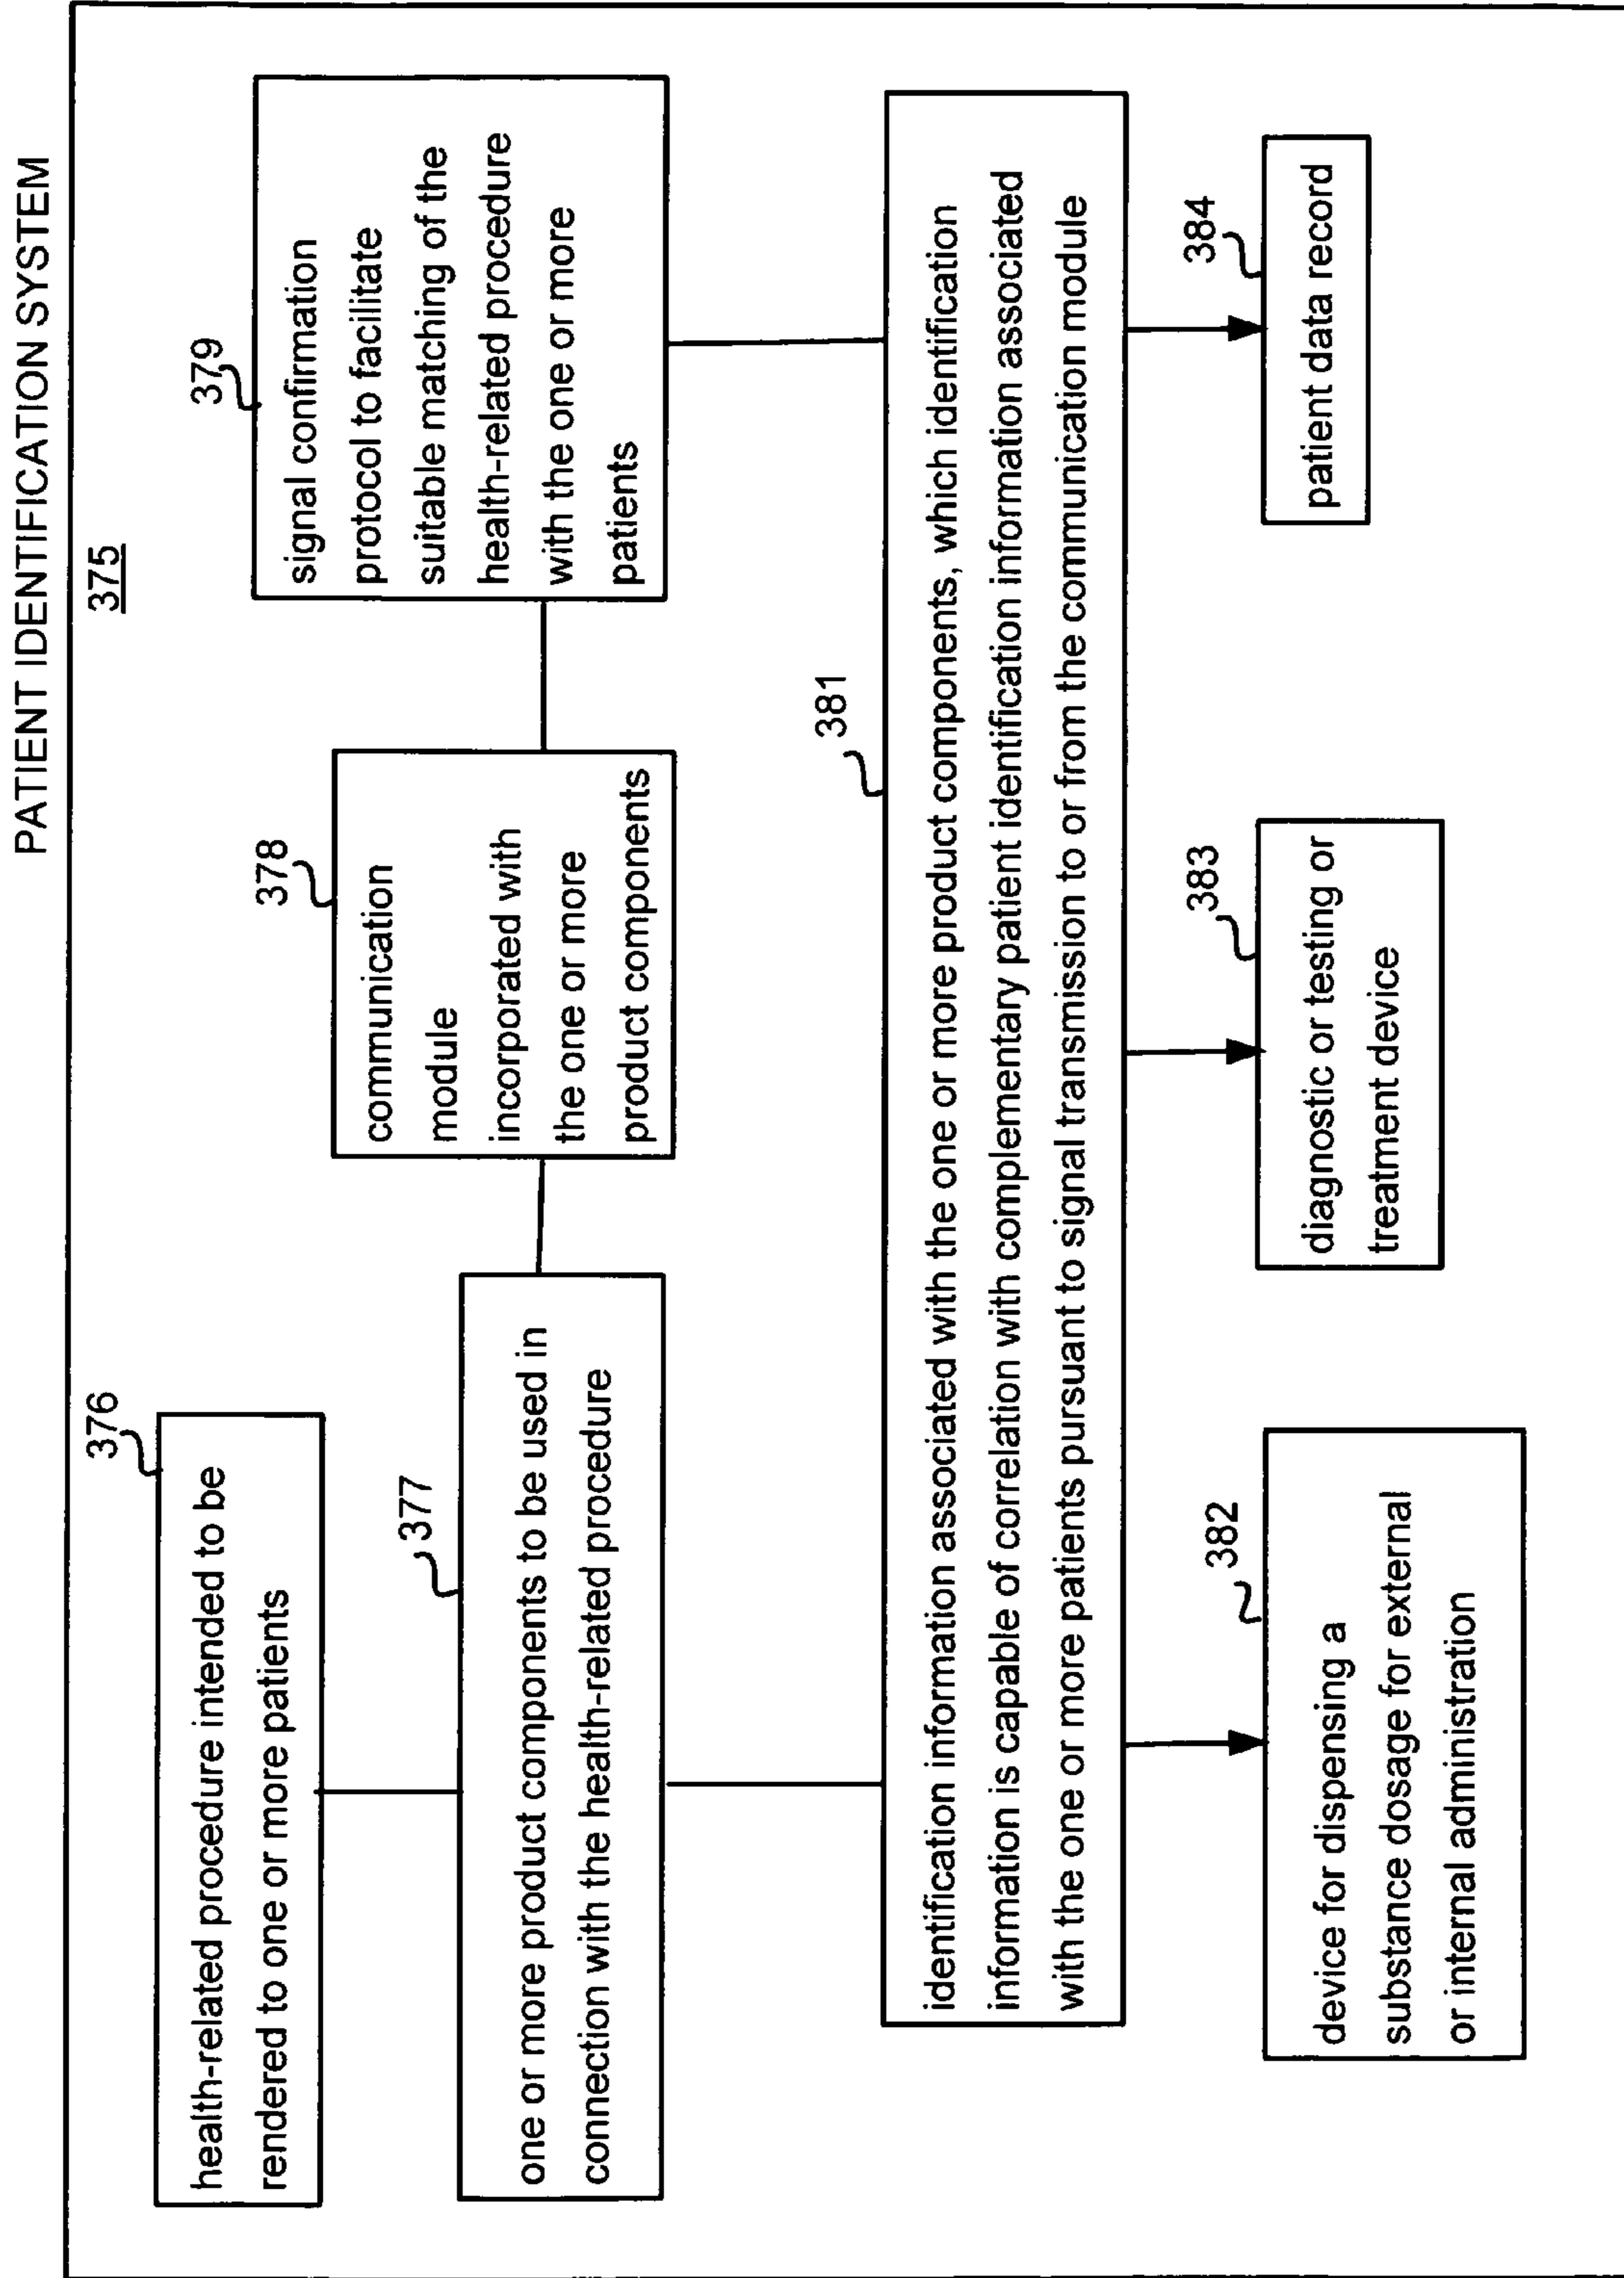 PATIENT IDENTIFICATION SYSTEM
375
376
health-related procedure intended to be
rendered to one or more patients
377
one or more product components to be used in
connection with the health-related procedure
378
communication
module
incorporated with
the one or more
product components
379
signal confirmation
protocol to facilitate
suitable matching of the
health-related procedure
with the one or more
patients
381
identification information associated with the one or more product components, which identification
information is capable of correlation with complementary patient identification information associated
with the one or more patients pursuant to signal transmission to or from the communication module
382
device for dispensing a
substance dosage for external
or internal administration
383
diagnostic or testing or
treatment device
384
patient data record